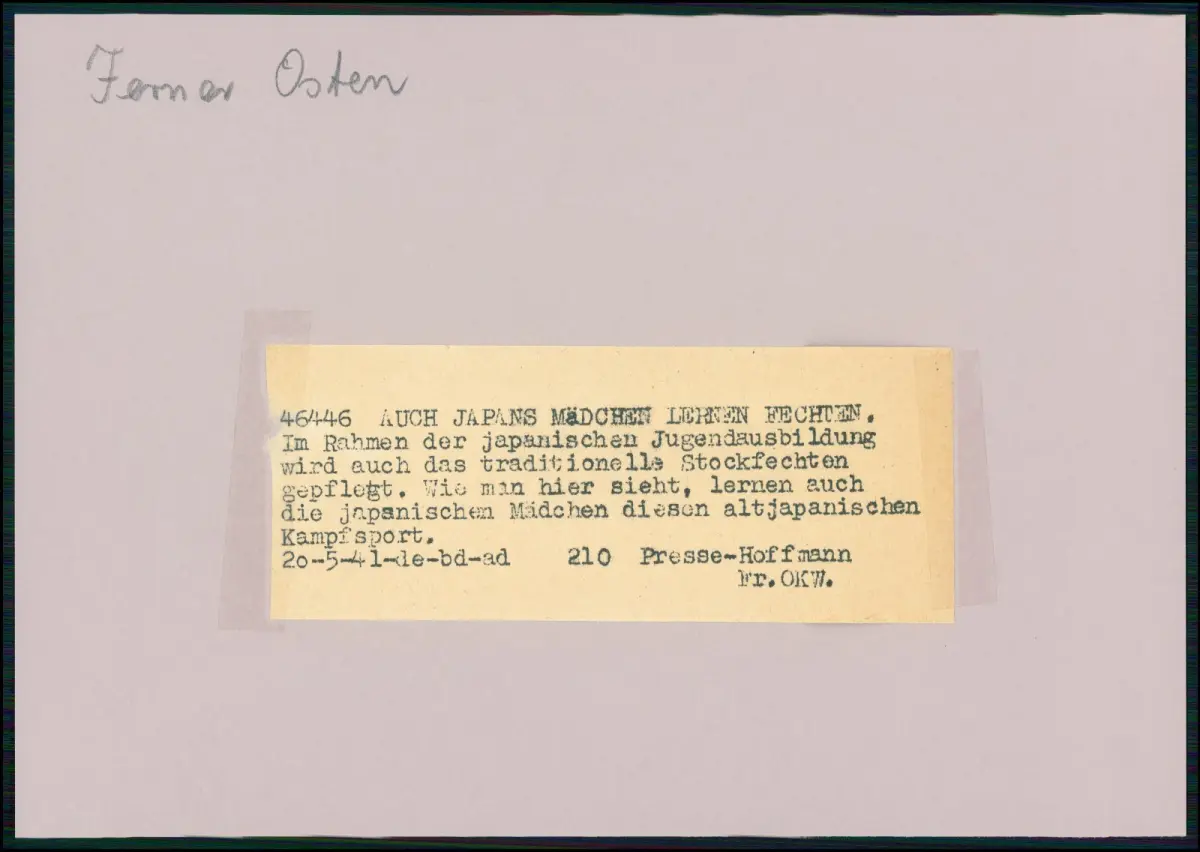 Ferner Osten
46446 AUCH JAPANS MäDCHEN LERNEN FECHTEN.
Im Rahmen der japanischen Jugendausbildung
wird auch das traditionelle Stockfechten
gepflegt. Wie man hier sieht, lernen auch
die japanischen Mädchen diesen altjapanischen
Kampfsport.
2o-5-41-de-bd-ad 210 Presse-Hoffmann
Fr.OKW.